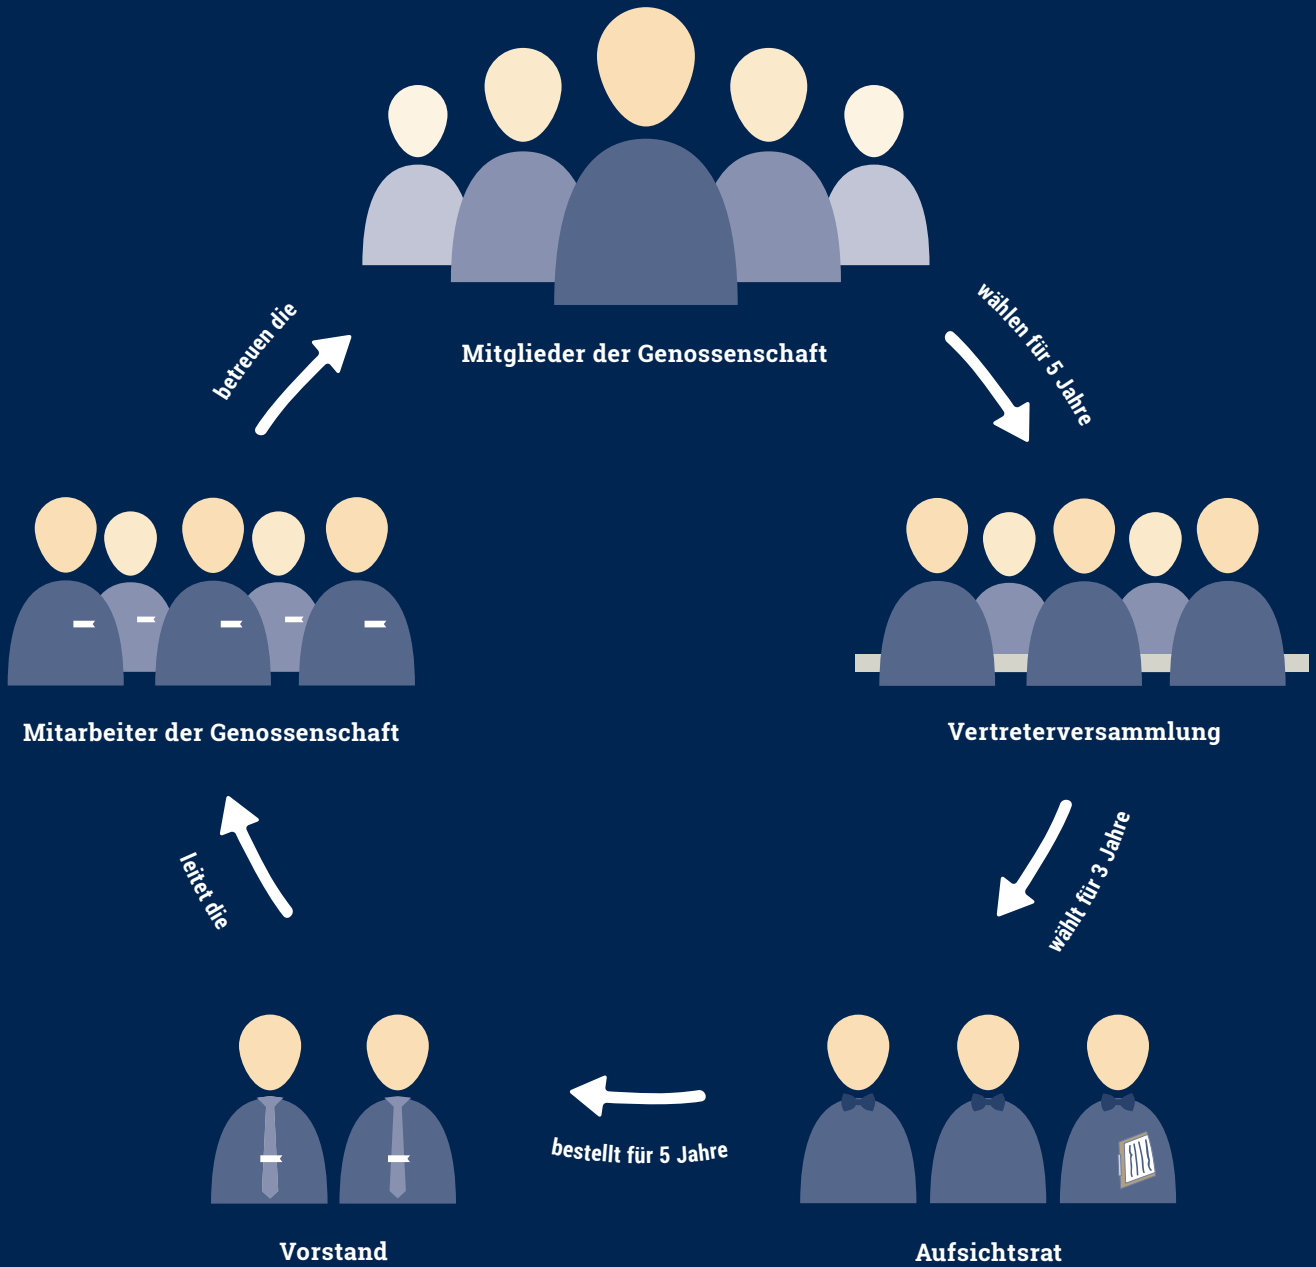 betreuen die
wählen für 5 Jahre
Mitglieder der Genossenschaft
Mitarbeiter der Genossenschaft
Vertreterversammlung
leitet die
wählt für 3 Jahre
bestellt für 5 Jahre
Vorstand
Aufsichtsrat